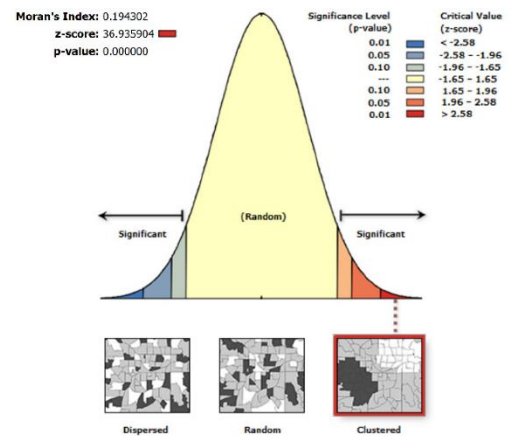 Moran's Index: 0.194302
z-score: 36.935904
p-value: 0.000000
Significance Level
(p-value)
Critical Value
(z-score)
0.01 < -2.58
0.05 -2.58 - -1.96
0.10 -1.96 - -1.65
--- -1.65 - 1.65
0.10 1.65 - 1.96
0.05 1.96 - 2.58
0.01 > 2.58
(Random)
Significant
Significant
Dispersed
Random
Clustered